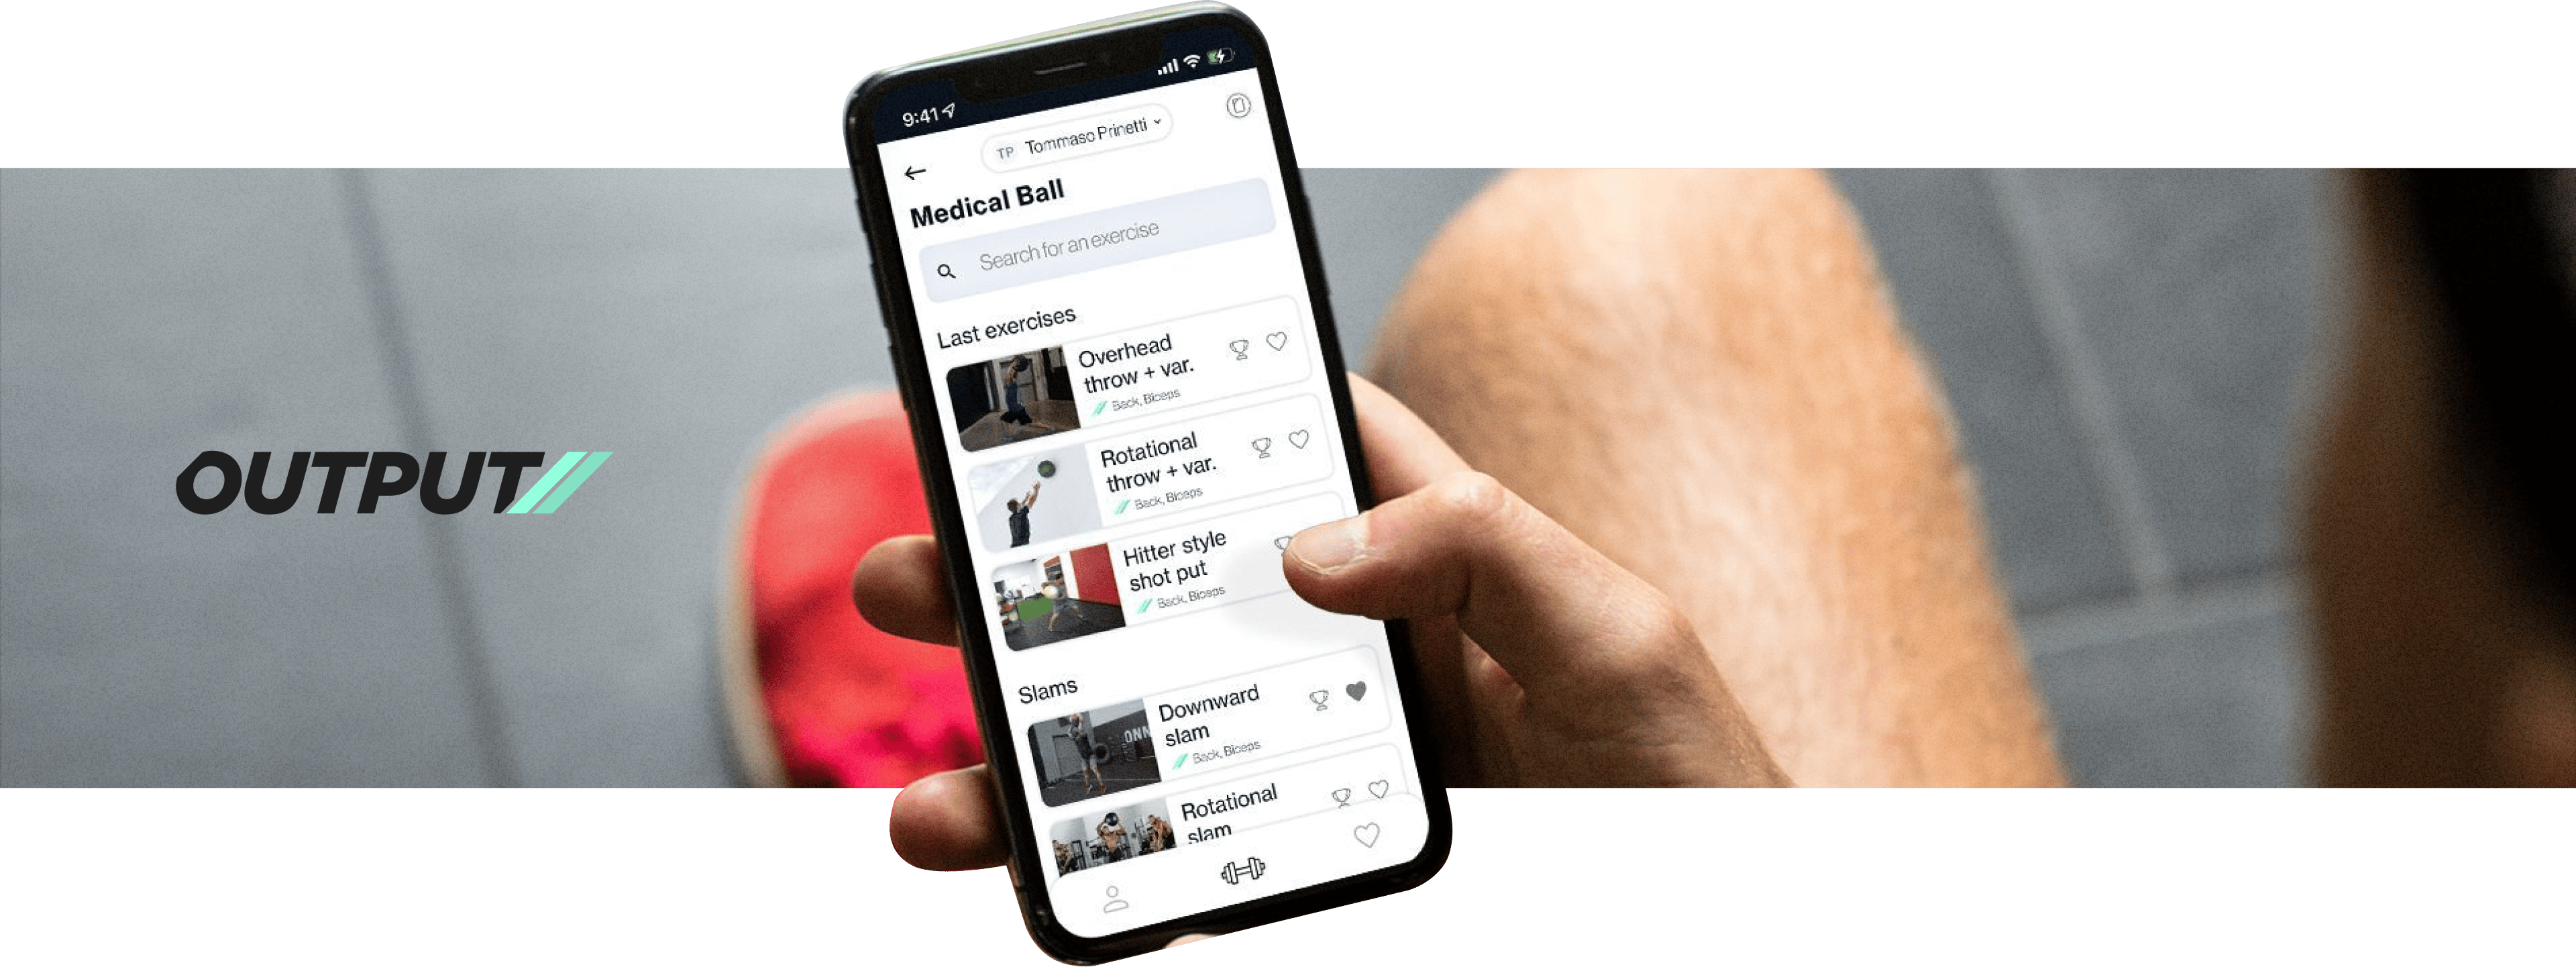 OUTPUT
9:41
TP Tommaso Prinetti
Medical Ball
Search for an exercise
Last exercises
Overhead
throw + var.
Back, Biceps
Rotational
throw + var.
Back, Biceps
Hitter style
shot put
Back, Biceps
Slams
Downward
slam
Back, Biceps
Rotational
slam